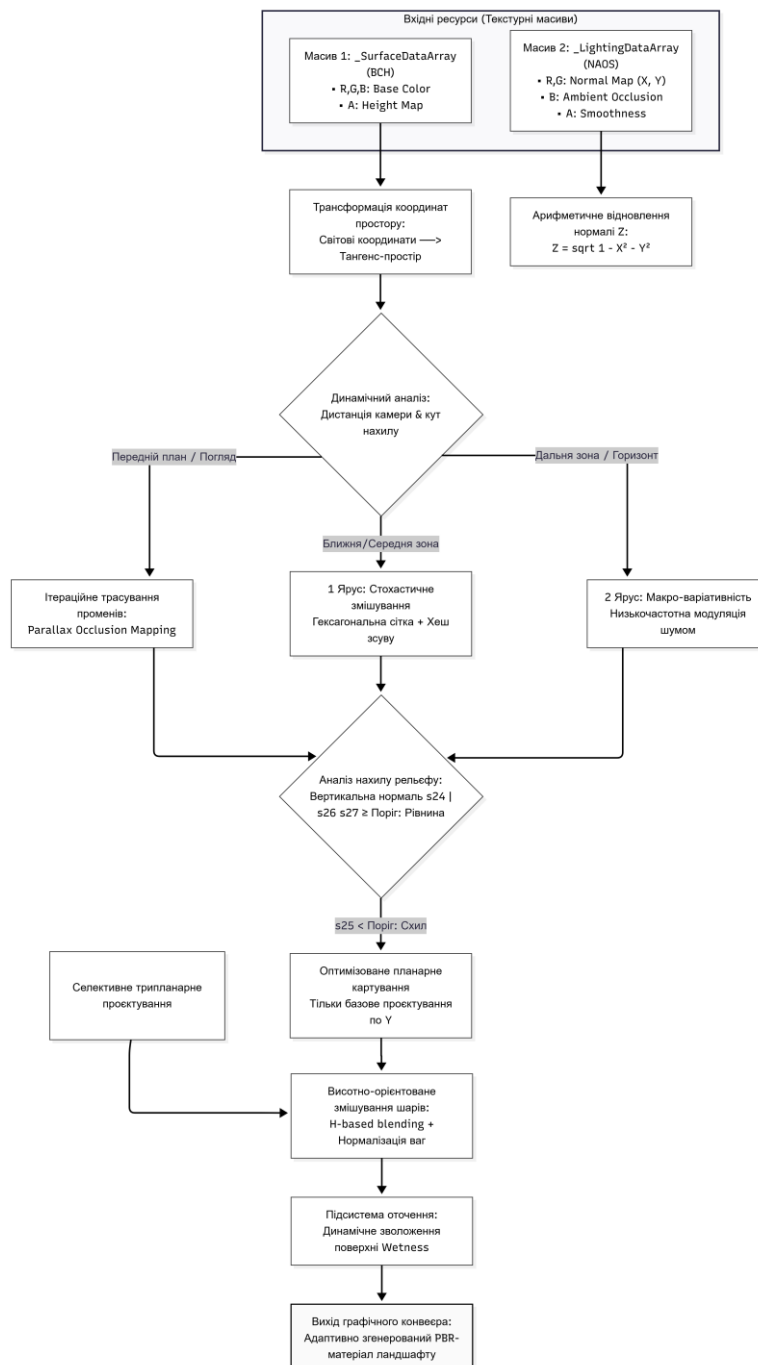 Вхідні ресурси (Текстурні масиви)
Масив 1: _SurfaceDataArray
(BCH)
▪ R,G,B: Base Color
▪ A: Height Map
Масив 2: _LightingDataArray
(NAOS)
▪ R,G: Normal Map (X, Y)
▪ B: Ambient Occlusion
▪ A: Smoothness
Трансформація координат
простору:
Світові координати —–>
Тангенс-простір
Арифметичне відновлення
нормалі Z:
Z = sqrt 1 - X² - Y²
Динамічний аналіз:
Дистанція камери & кут
нахилу
Передній план / Погляд
Дальня зона / Горизонт
Ближня/Середня зона
Ітераційне трасування
променів:
Parallax Occlusion Mapping
1 Ярус: Стохастичне
змішування
Гексагональна сітка + Хеш
зсуву
2 Ярус: Макро-варіативність
Низькочастотна модуляція
шумом
Аналіз нахилу рельєфу:
Вертикальна нормаль s24 |
s26 s27 ≥ Поріг: Рівнина
s25 < Поріг: Схил
Селективне трипланарне
проєктування
Оптимізоване планарне
картування
Тільки базове проєктування
по Y
Висотно-орієнтоване
змішування шарів:
H-based blending +
Нормалізація ваг
Підсистема оточення:
Динамічне зволоження
поверхні Wetness
Вихід графічного конвеєра:
Адаптивно згенерований PBR-
матеріал ландшафту